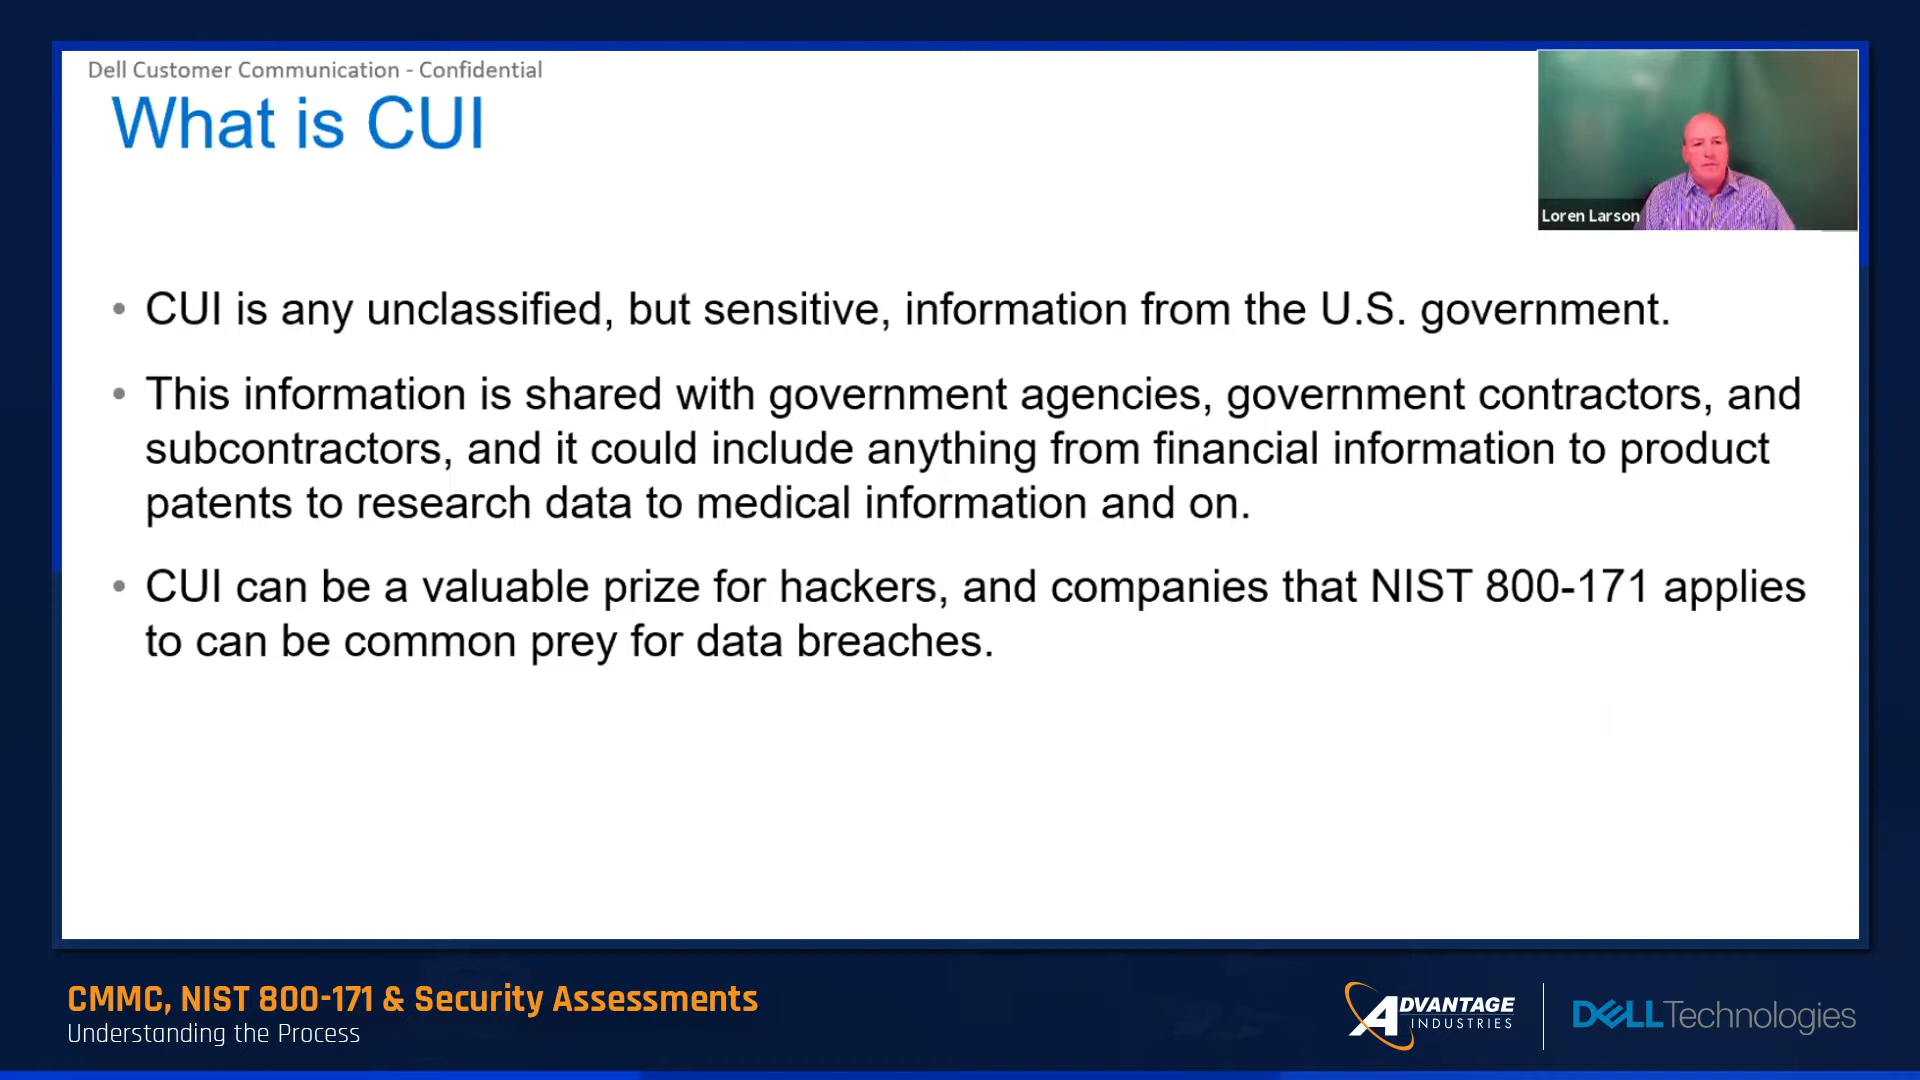 Dell Customer Communication - Confidential
What is CUI
Loren Larson
• CUI is any unclassified, but sensitive, information from the U.S. government.
• This information is shared with government agencies, government contractors, and
subcontractors, and it could include anything from financial information to product
patents to research data to medical information and on.
• CUI can be a valuable prize for hackers, and companies that NIST 800-171 applies
to can be common prey for data breaches.
CMMC, NIST 800-171 & Security Assessments
Understanding the Process
ADVANTAGE
INDUSTRIES
DELL Technologies